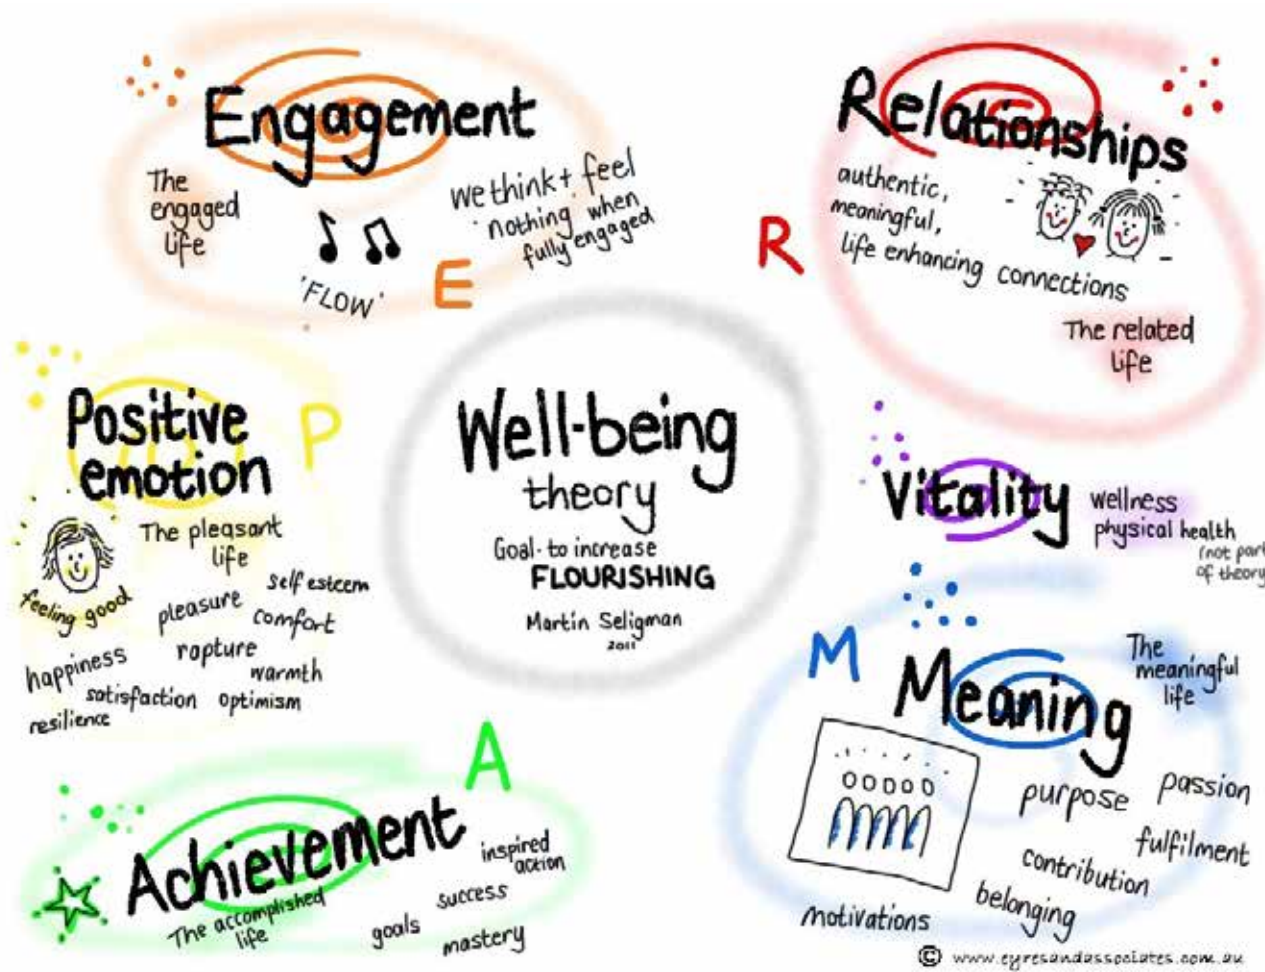 Engagement
The
engaged
life
'FLOW'
We think + feel
'nothing' when
fully engaged
E
Relationships
authentic,
meaningful,
life enhancing connections
R
The related
life
Positive
emotion
P
The pleasant
life
feeling good
self esteem
pleasure
comfort
happiness
rapture
warmth
satisfaction
optimism
resilience
Well-being
theory
Goal - to increase
FLOURISHING
Martin Seligman
2011
Vitality
wellness
physical health
(not part
of theory
M
Meaning
The
meaningful
life
purpose
passion
fulfilment
contribution
belonging
motivations
A
Achievement
The accomplished
life
inspired
action
success
goals
mastery
© www.eyresandassociates.com.au